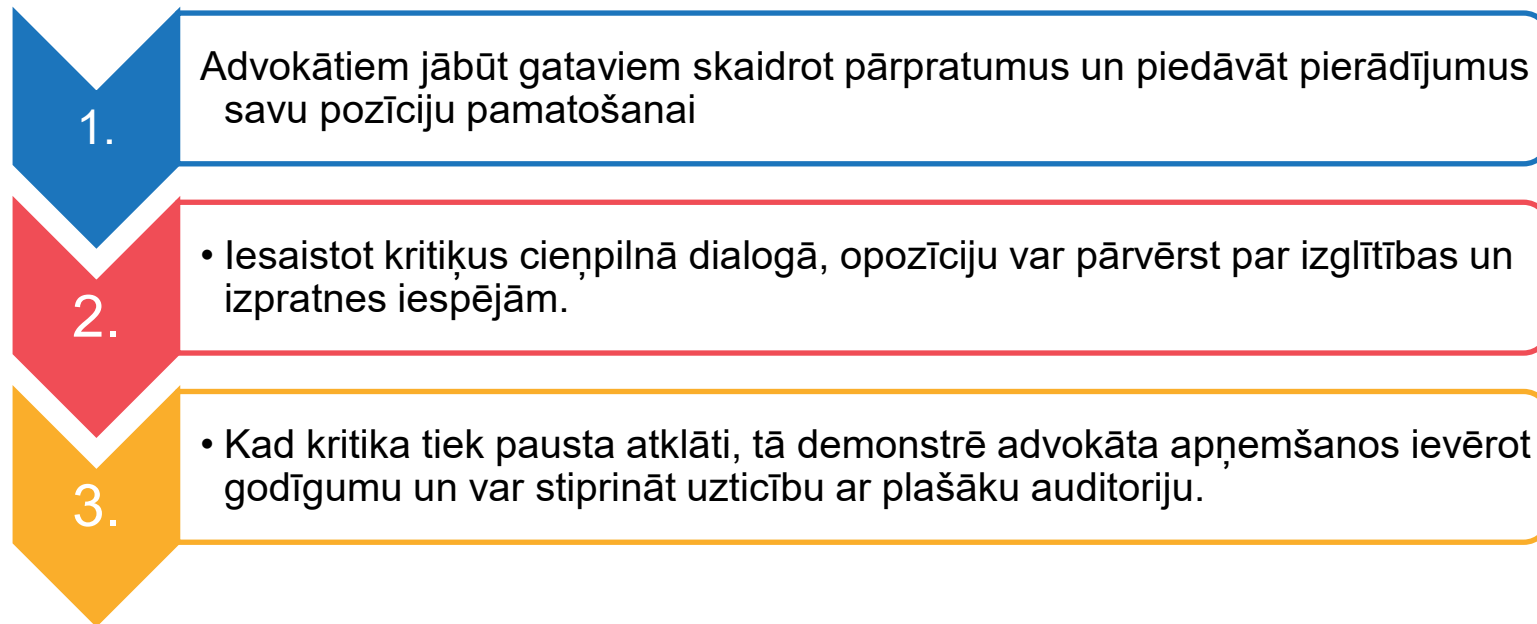 1.
Advokātiem jābūt gataviem skaidrot pārpratumus un piedāvāt pierādījumus
savu pozīciju pamatošanai
2.
• Iesaistot kritiķus cieņpilnā dialogā, opozīciju var pārvērst par izglītības un
izpratnes iespējām.
3.
• Kad kritika tiek pausta atklāti, tā demonstrē advokāta apņemšanos ievērot
godīgumu un var stiprināt uzticību ar plašāku auditoriju.